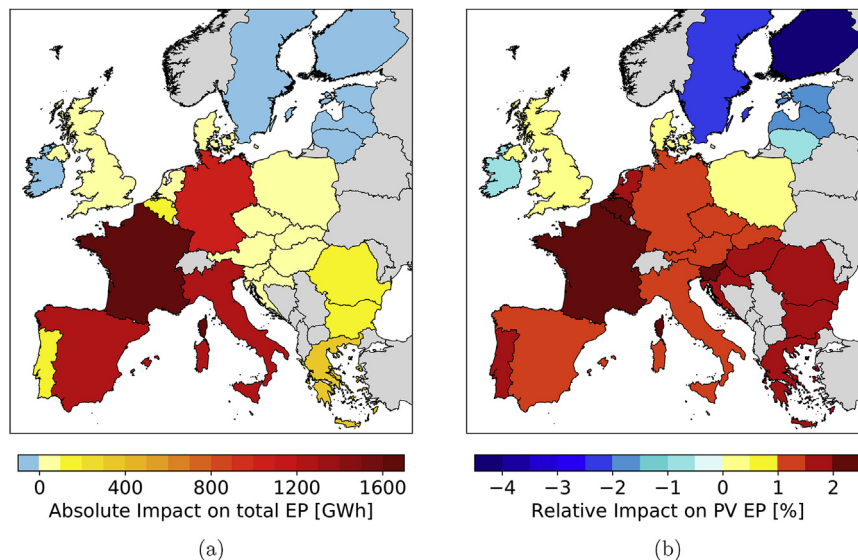 0 400 800 1200 1600
Absolute Impact on total EP [GWh]
(a)
−4 −3 −2 −1 0 1 2
Relative Impact on PV EP [%]
(b)